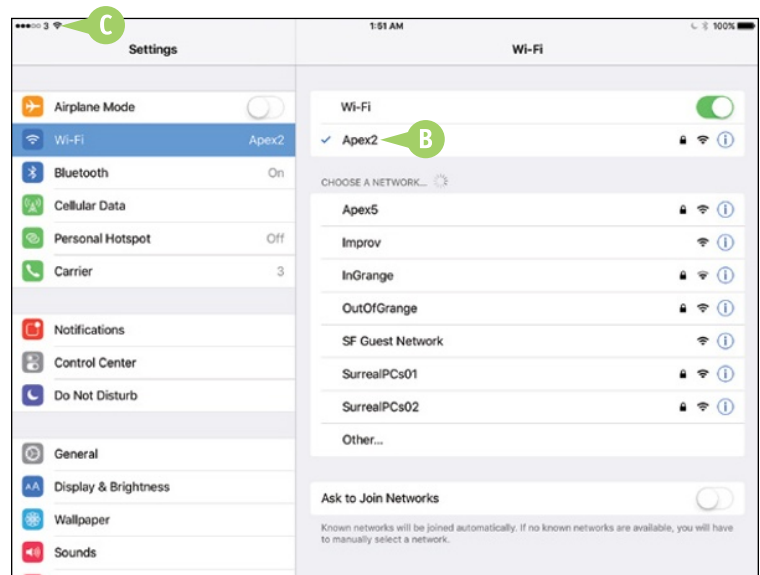 3 C 1:51 AM 100%
Settings
Wi-Fi
Airplane Mode
Wi-Fi Apex2
Bluetooth On
Cellular Data
Personal Hotspot Off
Carrier 3
Notifications
Control Center
Do Not Disturb
General
AA Display & Brightness
Wallpaper
Sounds
Wi-Fi
Apex2 B
CHOOSE A NETWORK...
Apex5
Improv
InGrange
OutOfGrange
SF Guest Network
SurrealPCs01
SurrealPCs02
Other...
Ask to Join Networks
Known networks will be joined automatically. If no known networks are available, you will have
to manually select a network.